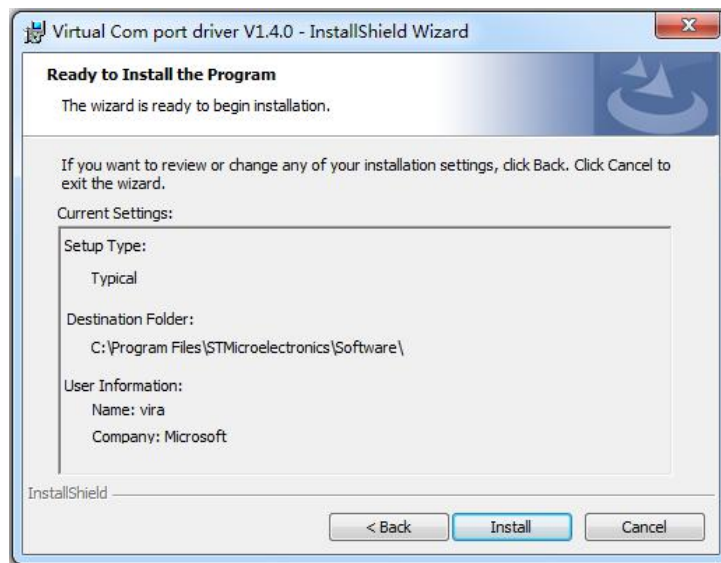 Virtual Com port driver V1.4.0 - InstallShield Wizard
Ready to Install the Program
The wizard is ready to begin installation.
If you want to review or change any of your installation settings, click Back. Click Cancel to
exit the wizard.
Current Settings:
Setup Type:
Typical
Destination Folder:
C:\Program Files\STMicroelectronics\Software\
User Information:
Name: vira
Company: Microsoft
InstallShield
< Back Install Cancel